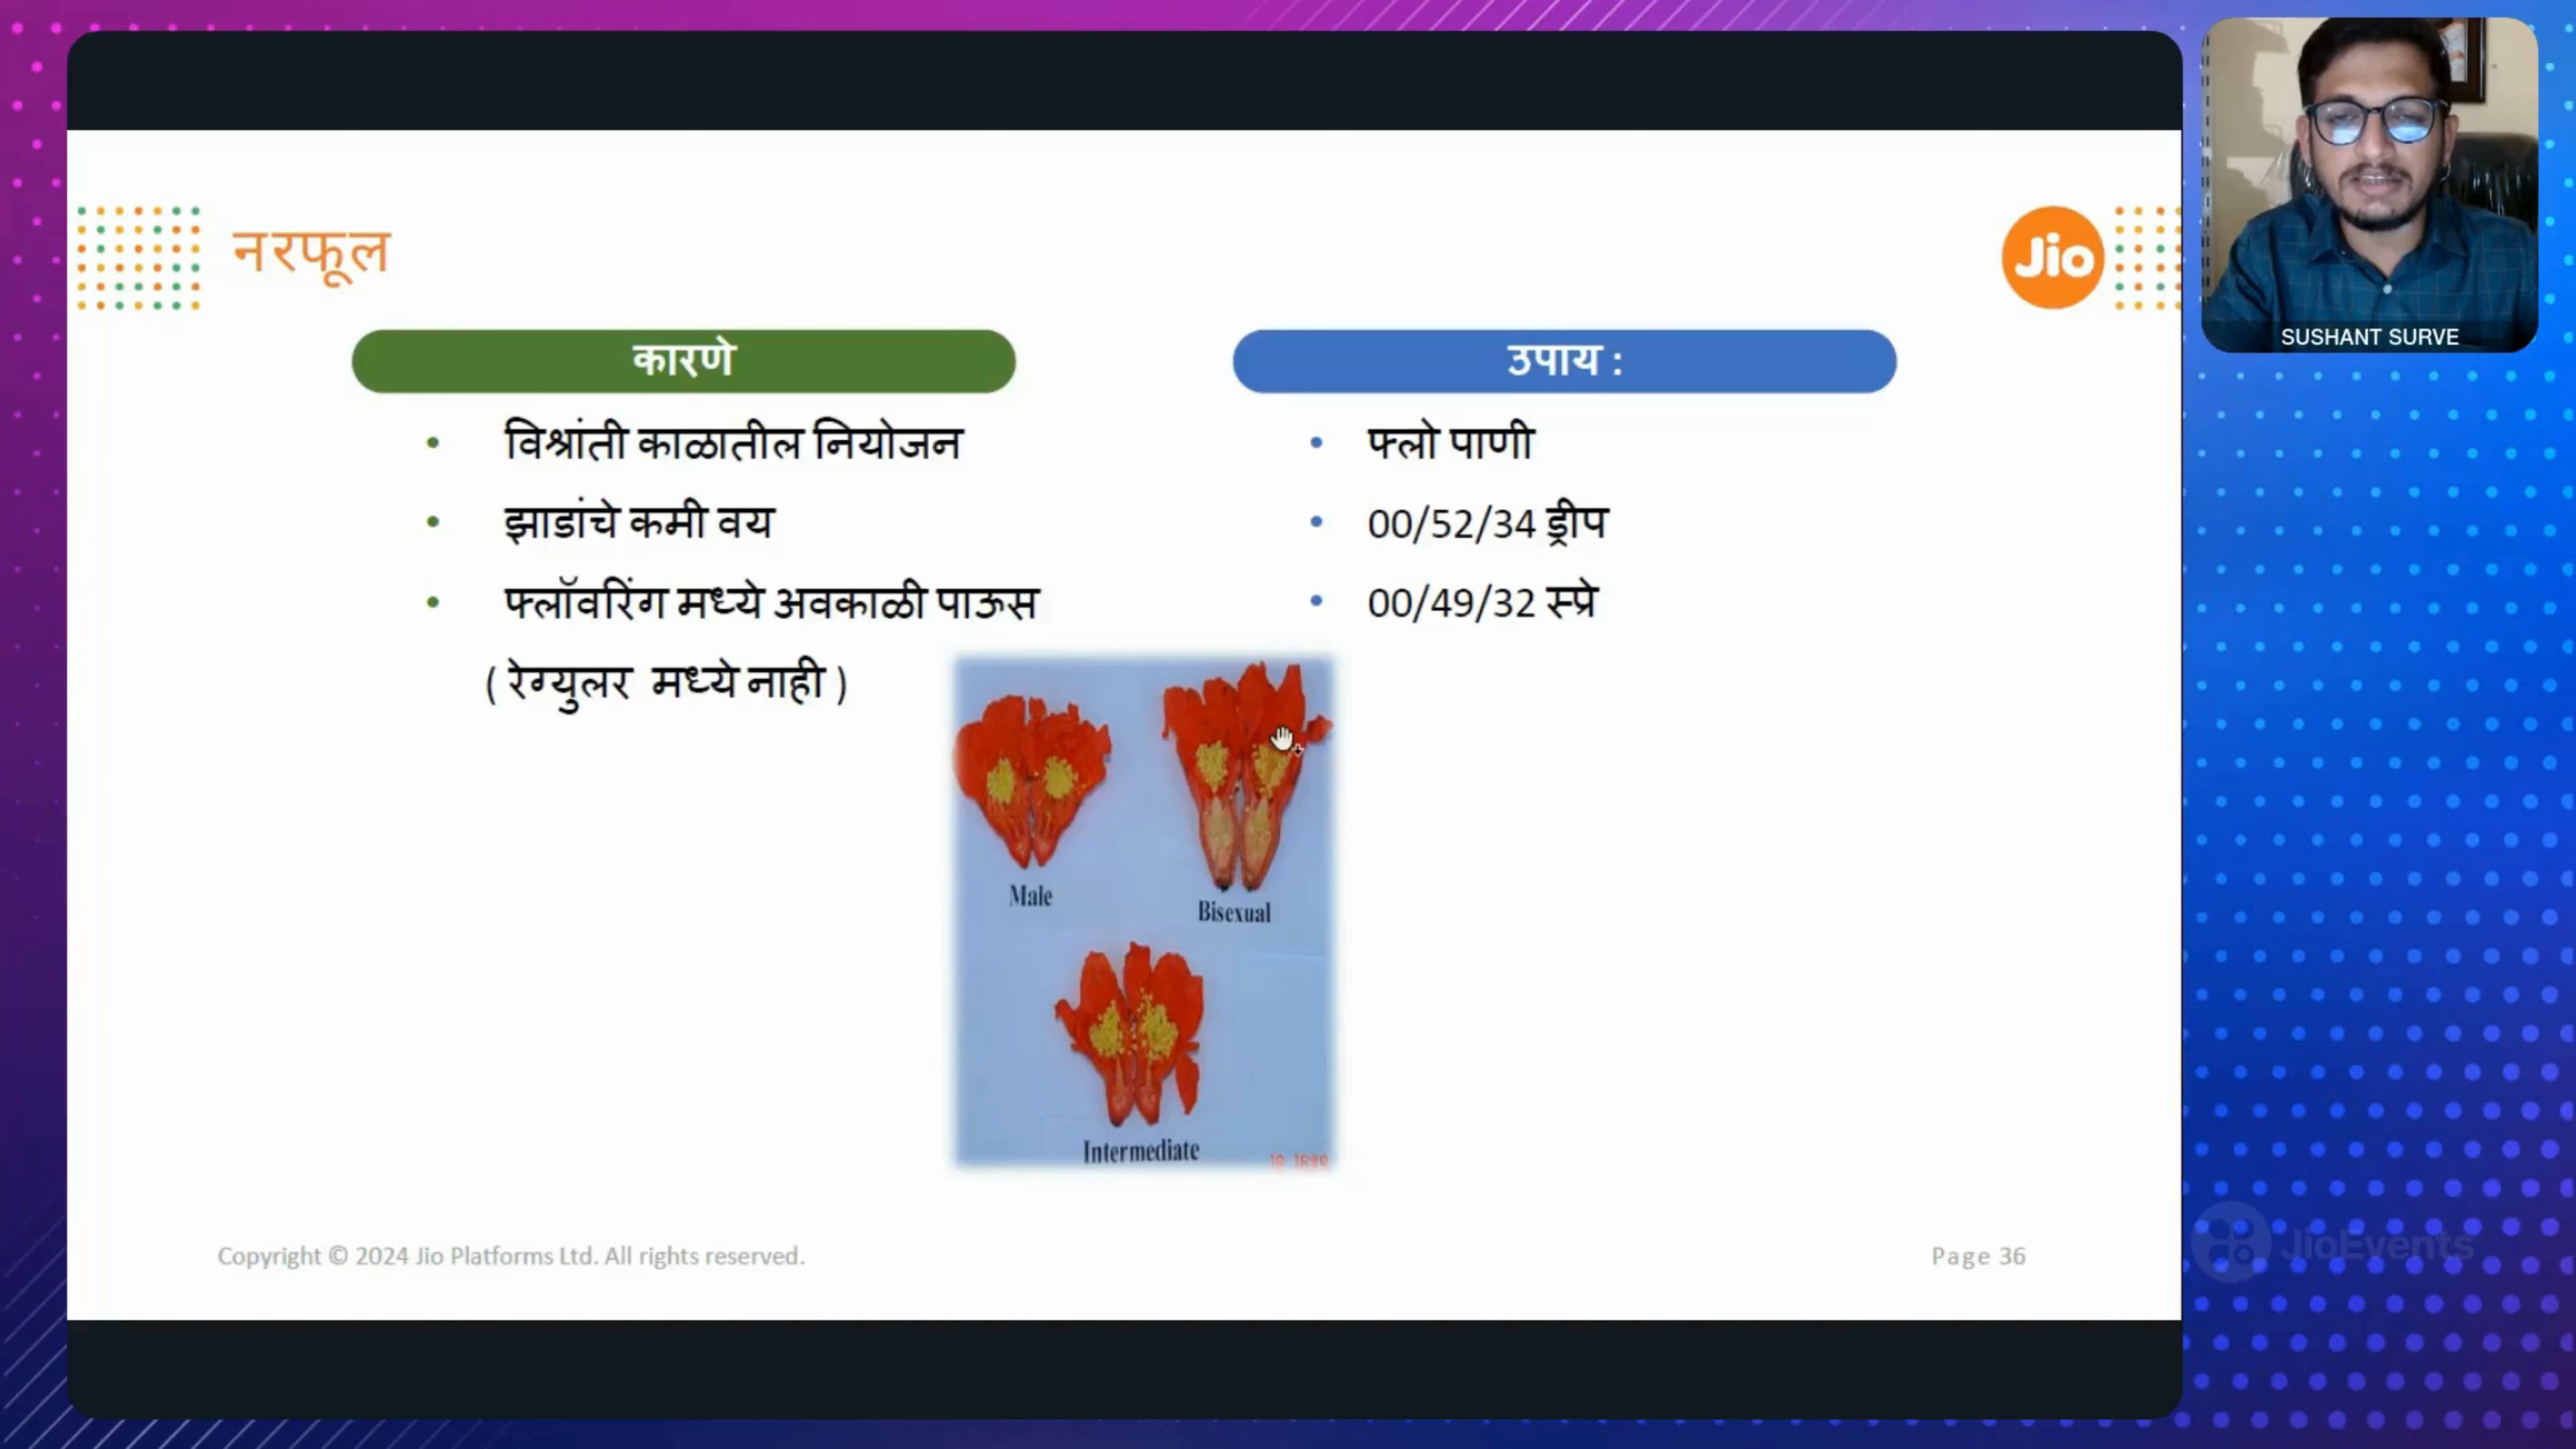 नरफूल
Jio
SUSHANT SURVE
कारणे
• विश्रांती काळातील नियोजन
• झाडांचे कमी वय
• फ्लॉवरिंग मध्ये अवकाळी पाऊस
( रेग्युलर मध्ये नाही )
उपाय :
• फ्लो पाणी
• 00/52/34 ड्रीप
• 00/49/32 स्प्रे
Male
Bisexual
Intermediate
Copyright © 2024 Jio Platforms Ltd. All rights reserved.
Page 36
JioEvents